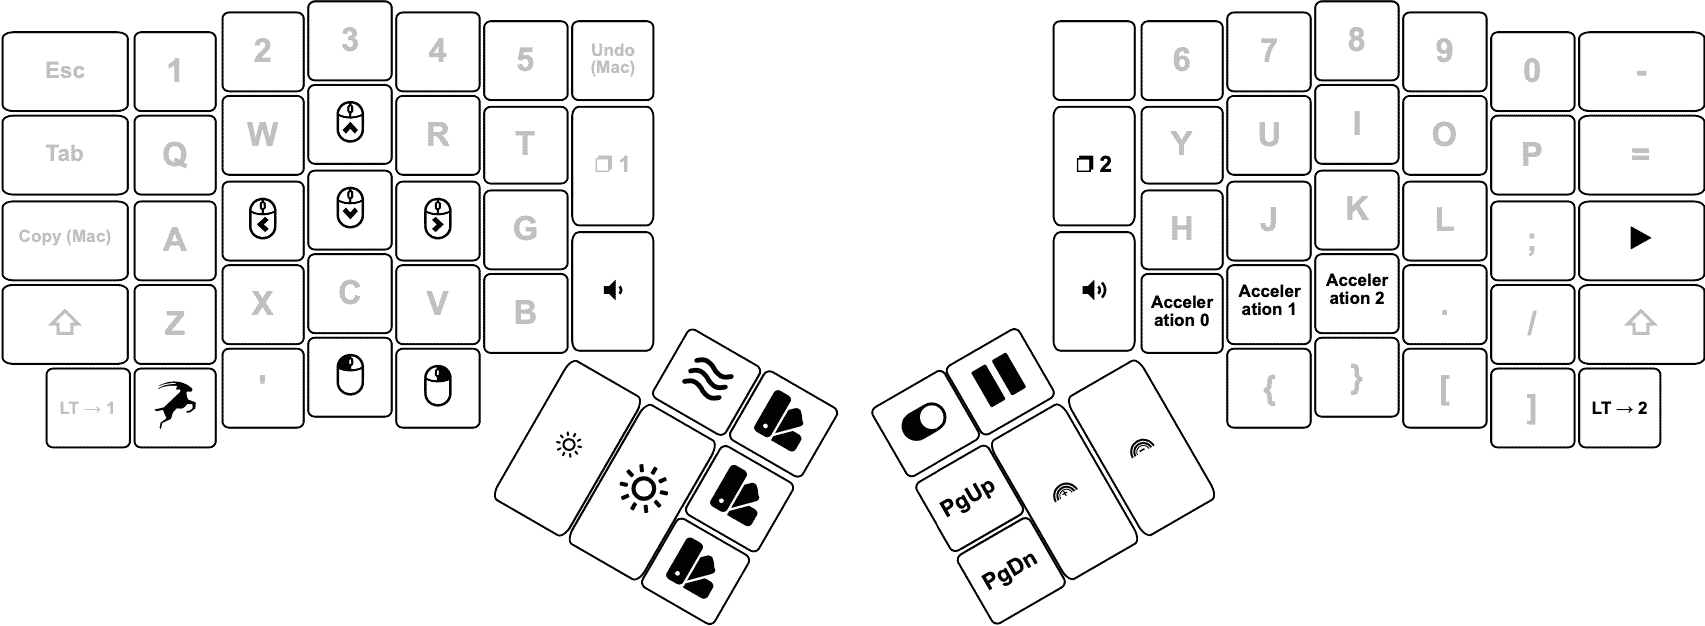 Esc
1
2
3
4
5
Undo
(Mac)
6
7
8
9
0
-
Tab
Q
W
R
T
1
2
Y
U
I
O
P
=
Copy (Mac)
A
G
H
J
K
L
;
Z
X
C
V
B
Acceler
ation 0
Acceler
ation 1
Acceler
ation 2
.
/
LT → 1
'
{
}
[
]
LT → 2
PgUp
PgDn